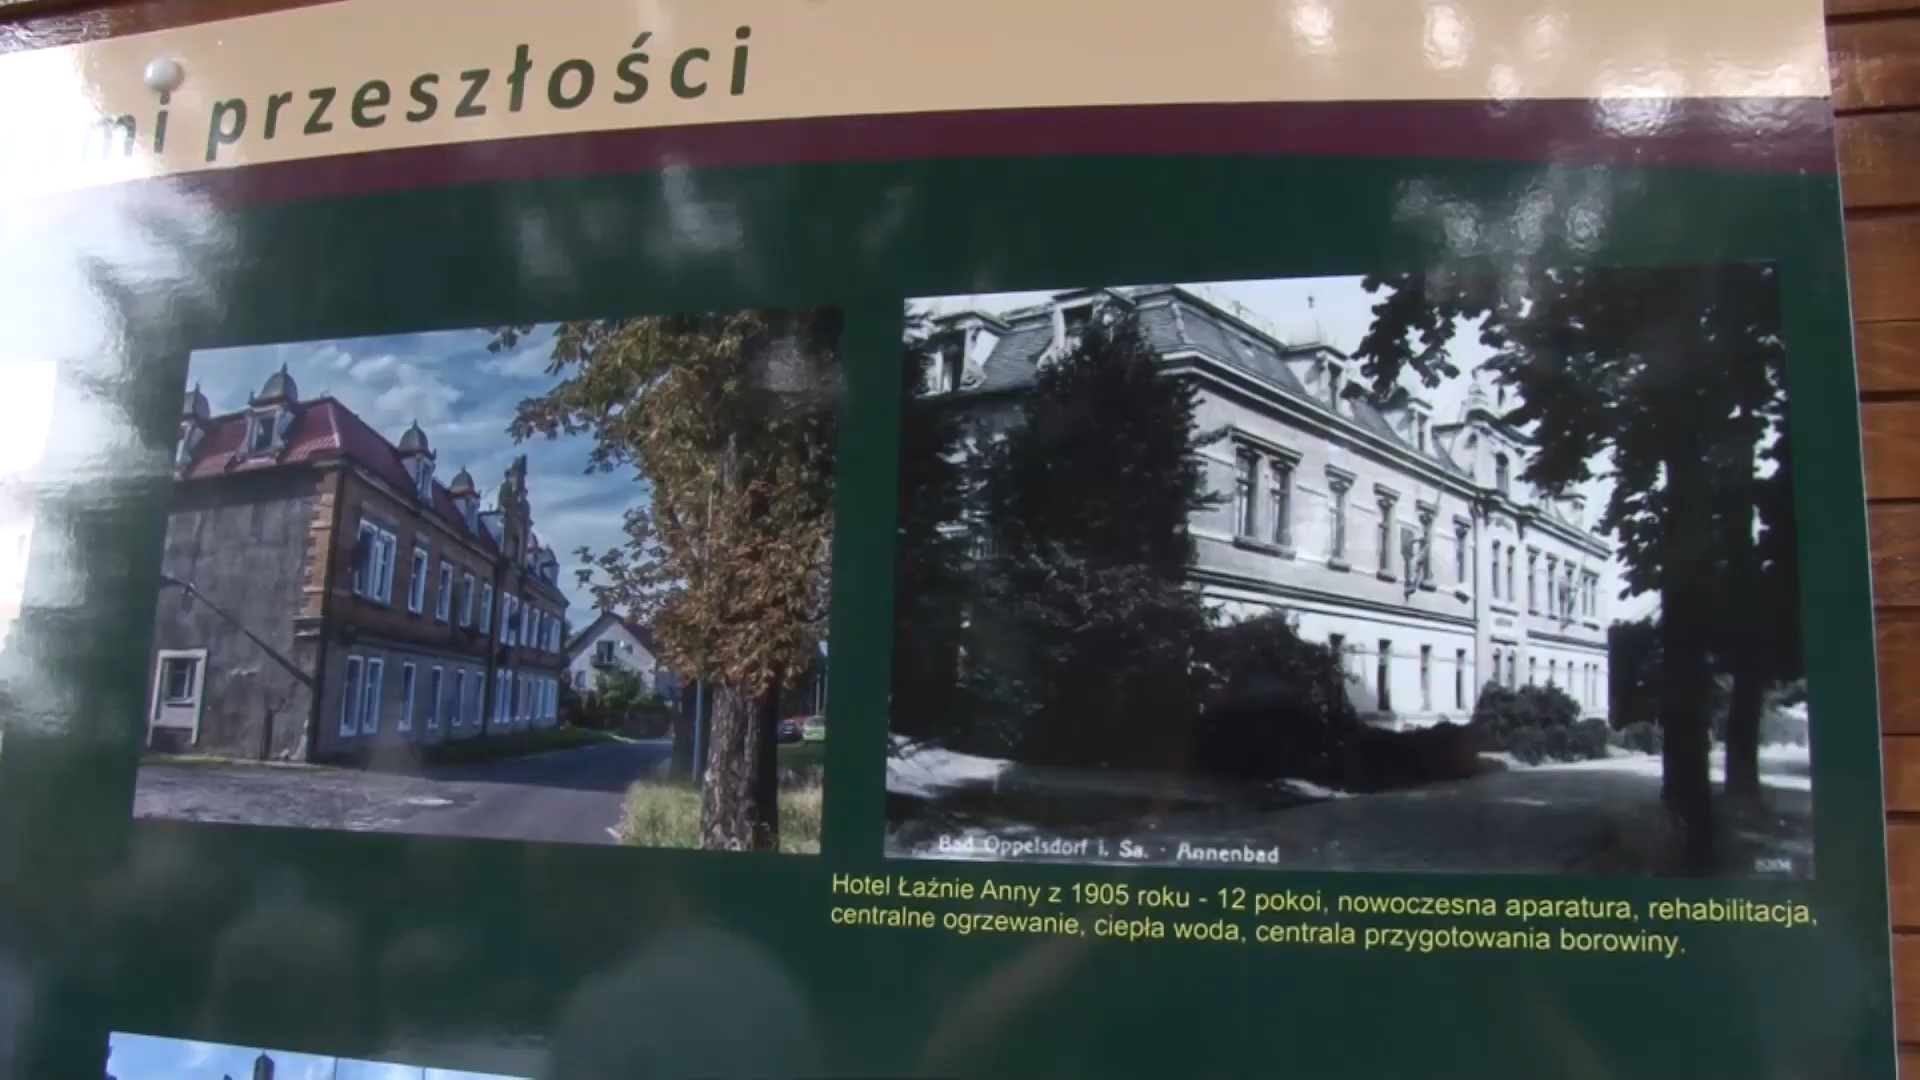 mi przeszłości
Bad Oppelsdorf i. Sa. - Annenbad
Hotel Łaźnie Anny z 1905 roku - 12 pokoi, nowoczesna aparatura, rehabilitacja,
centralne ogrzewanie, ciepła woda, centrala przygotowania borowiny.